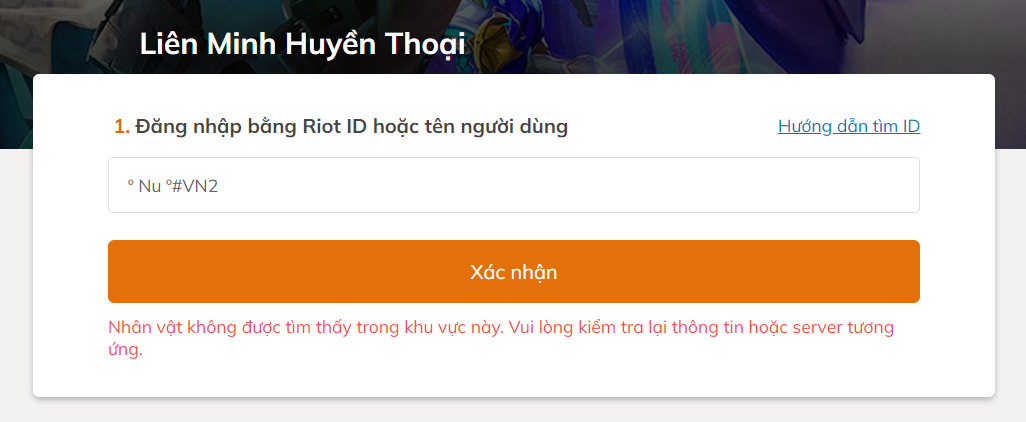 Liên Minh Huyền Thoại
1. Đăng nhập bằng Riot ID hoặc tên người dùng
Hướng dẫn tìm ID
º Nu º#VN2
Xác nhận
Nhân vật không được tìm thấy trong khu vực này. Vui lòng kiểm tra lại thông tin hoặc server tương
ứng.